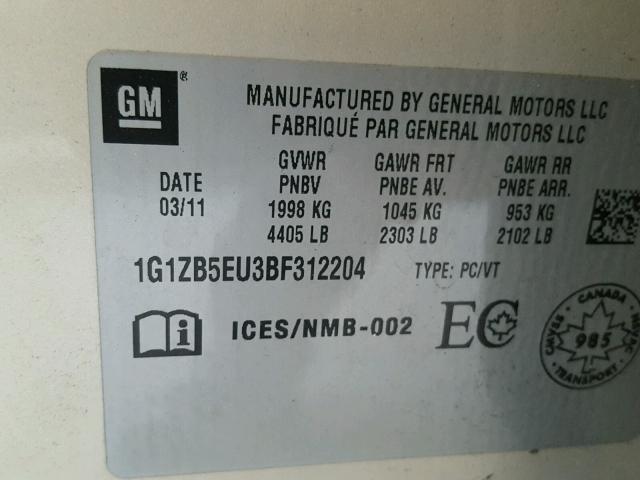 GM ®
MANUFACTURED BY GENERAL MOTORS LLC
FABRIQUÉ PAR GENERAL MOTORS LLC
DATE
03/11
GVWR
PNBV
1998 KG
4405 LB
GAWR FRT
PNBE AV.
1045 KG
2303 LB
GAWR RR
PNBE ARR.
953 KG
2102 LB
1G1ZB5EU3BF312204 TYPE: PC/VT
i ICES/NMB-002 EC
CANADA
CMVSS 985 NSVAC
TRANSPORT